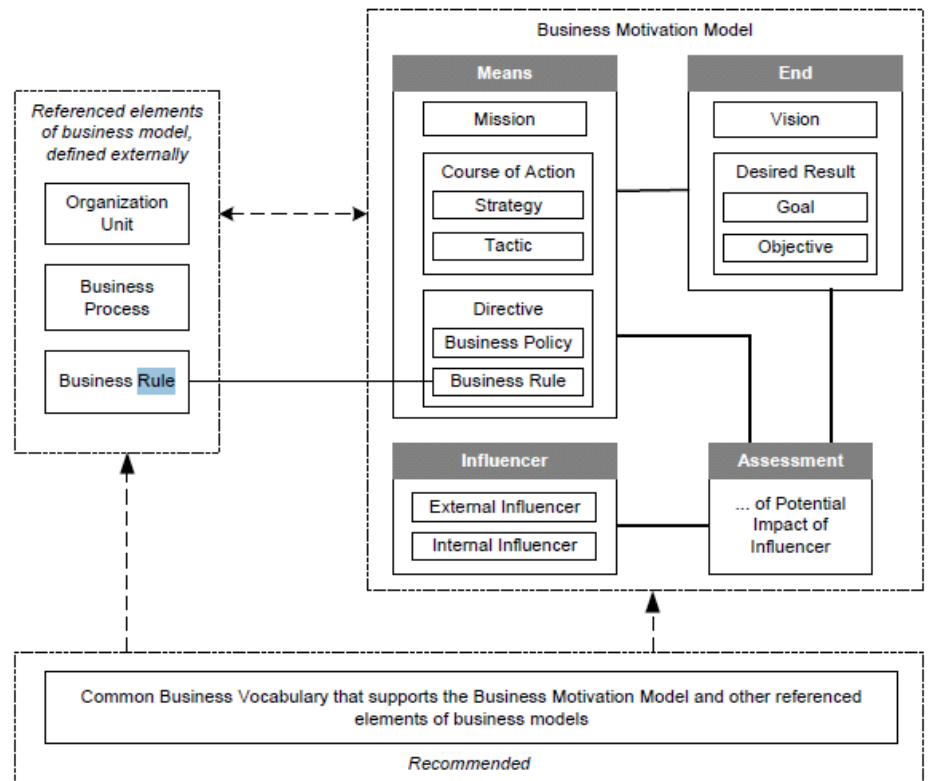 Business Motivation Model
Means
Mission
Course of Action
Strategy
Tactic
Directive
Business Policy
Business Rule
End
Vision
Desired Result
Goal
Objective
Referenced elements
of business model,
defined externally
Organization
Unit
Business
Process
Business Rule
Influencer
External Influencer
Internal Influencer
Assessment
... of Potential
Impact of
Influencer
Common Business Vocabulary that supports the Business Motivation Model and other referenced
elements of business models
Recommended